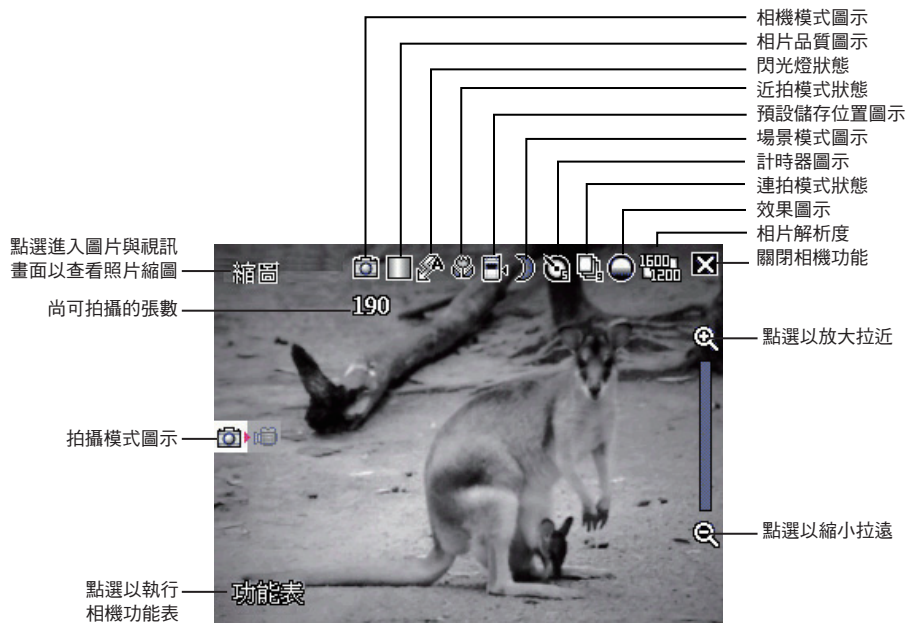 相機模式圖示
相片品質圖示
閃光燈狀態
近拍模式狀態
預設儲存位置圖示
場景模式圖示
計時器圖示
連拍模式狀態
效果圖示
相片解析度
關閉相機功能
點選進入圖片與視訊
畫面以查看照片縮圖
縮圖
A
5
9
1600
1200
尚可拍攝的張數
190
點選以放大拉近
拍攝模式圖示
點選以縮小拉遠
點選以執行
相機功能表
功能表